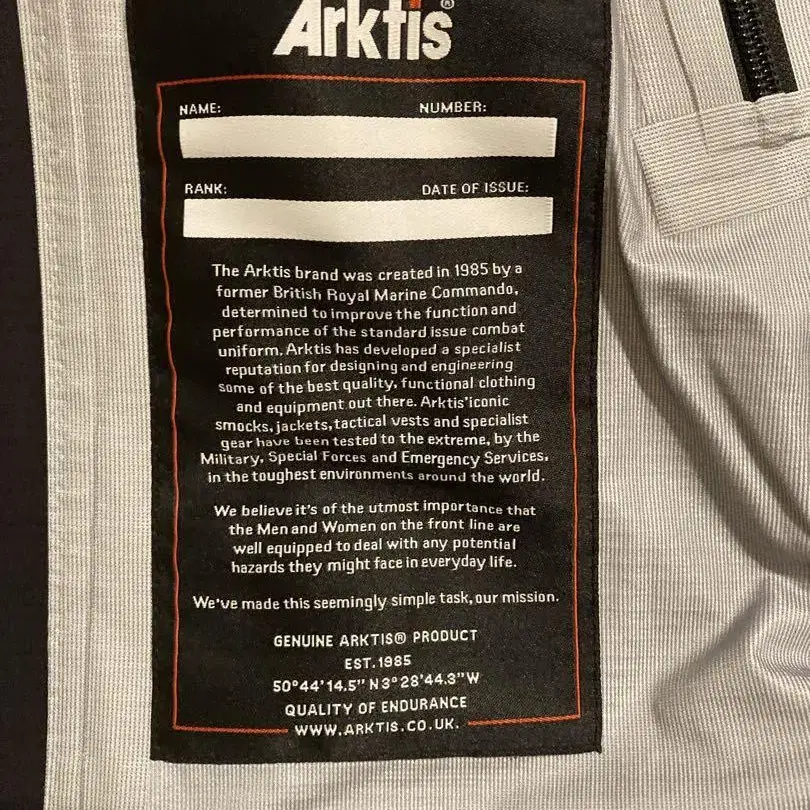 Arktis®
NAME: NUMBER:
RANK: DATE OF ISSUE:
The Arktis brand was created in 1985 by a
former British Royal Marine Commando,
determined to improve the function and
performance of the standard issue combat
uniform. Arktis has developed a specialist
reputation for designing and engineering
some of the best quality, functional clothing
and equipment out there. Arktis'iconic
smocks, jackets, tactical vests and specialist
gear have been tested to the extreme, by the
Military, Special Forces and Emergency Services,
in the toughest environments around the world.
We believe it's of the utmost importance that
the Men and Women on the front line are
well equipped to deal with any potential
hazards they might face in everyday life.
We've made this seemingly simple task, our mission.
GENUINE ARKTIS® PRODUCT
EST. 1985
50°44'14.5" N 3°28'44.3" W
QUALITY OF ENDURANCE
WWW.ARKTIS.CO.UK.